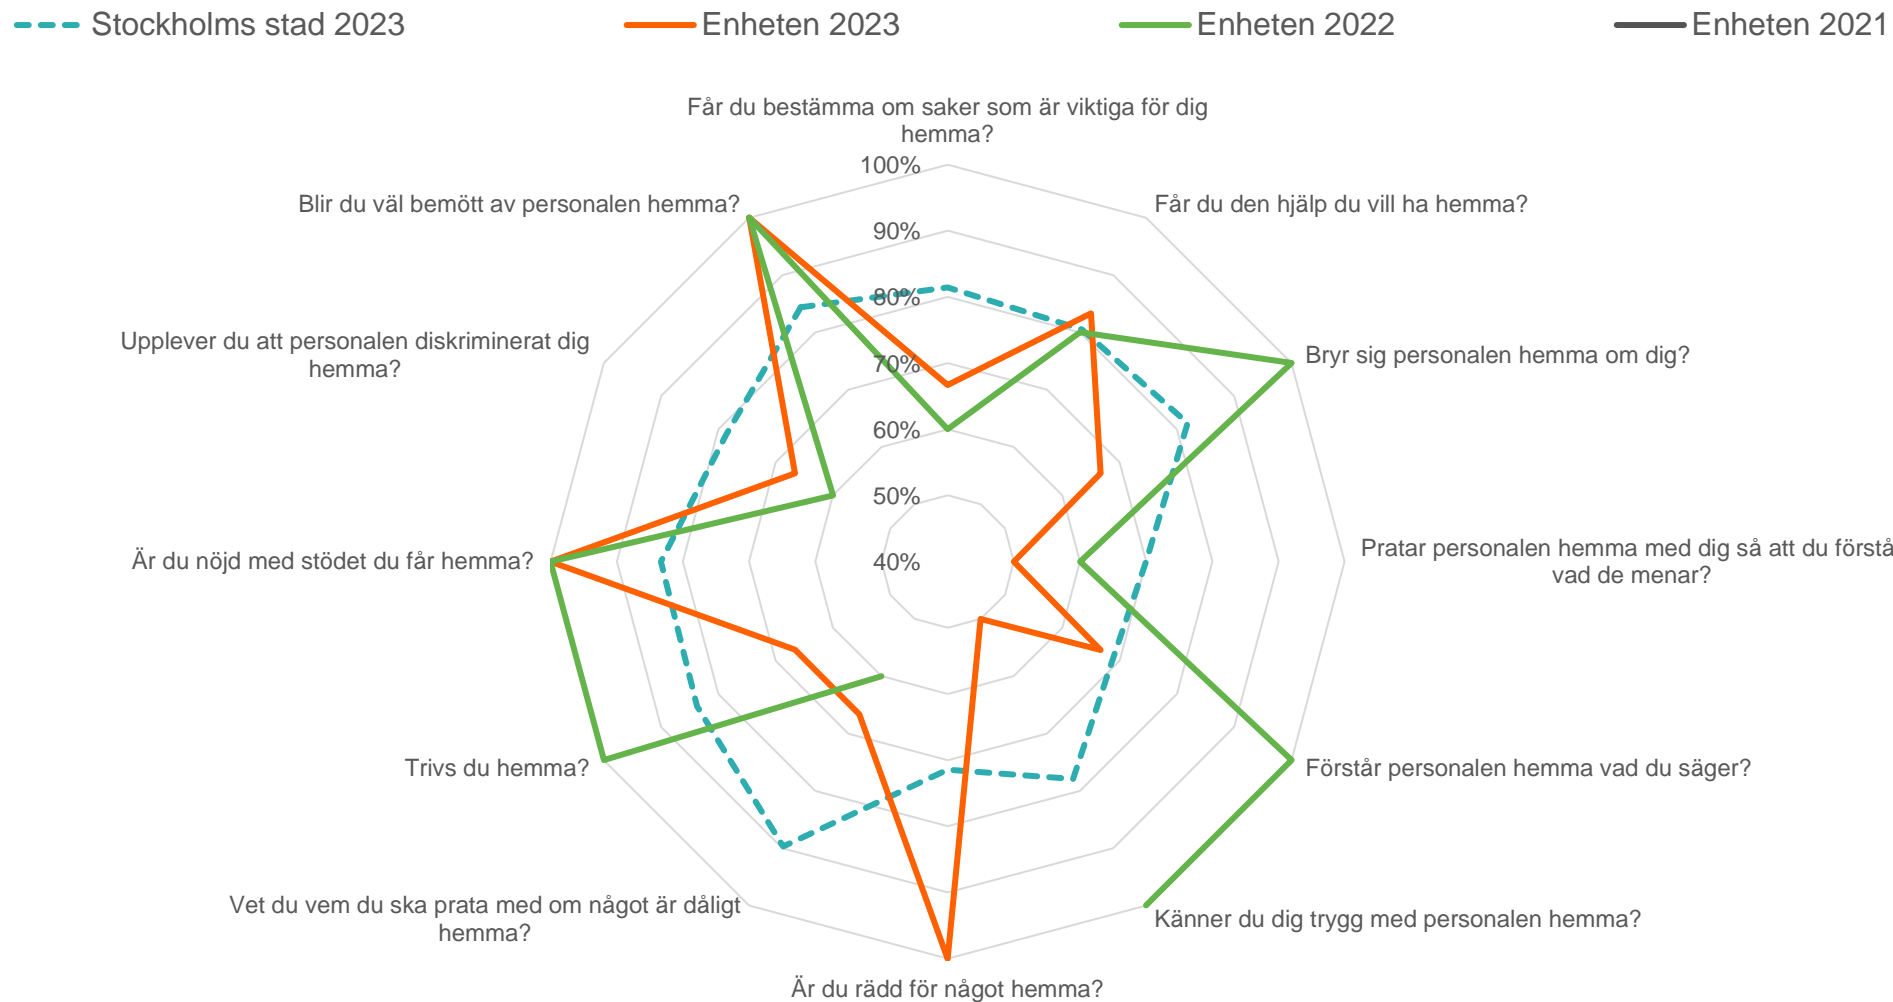 Stockholms stad 2023
Enheten 2023
Enheten 2022
Enheten 2021
Får du bestämma om saker som är viktiga för dig
hemma?
Får du den hjälp du vill ha hemma?
Bryr sig personalen hemma om dig?
Pratar personalen hemma med dig så att du förstå
vad de menar?
Förstår personalen hemma vad du säger?
Känner du dig trygg med personalen hemma?
Är du rädd för något hemma?
Vet du vem du ska prata med om något är dåligt
hemma?
Trivs du hemma?
Är du nöjd med stödet du får hemma?
Upplever du att personalen diskriminerat dig
hemma?
Blir du väl bemött av personalen hemma?
100%
90%
80%
70%
60%
50%
40%